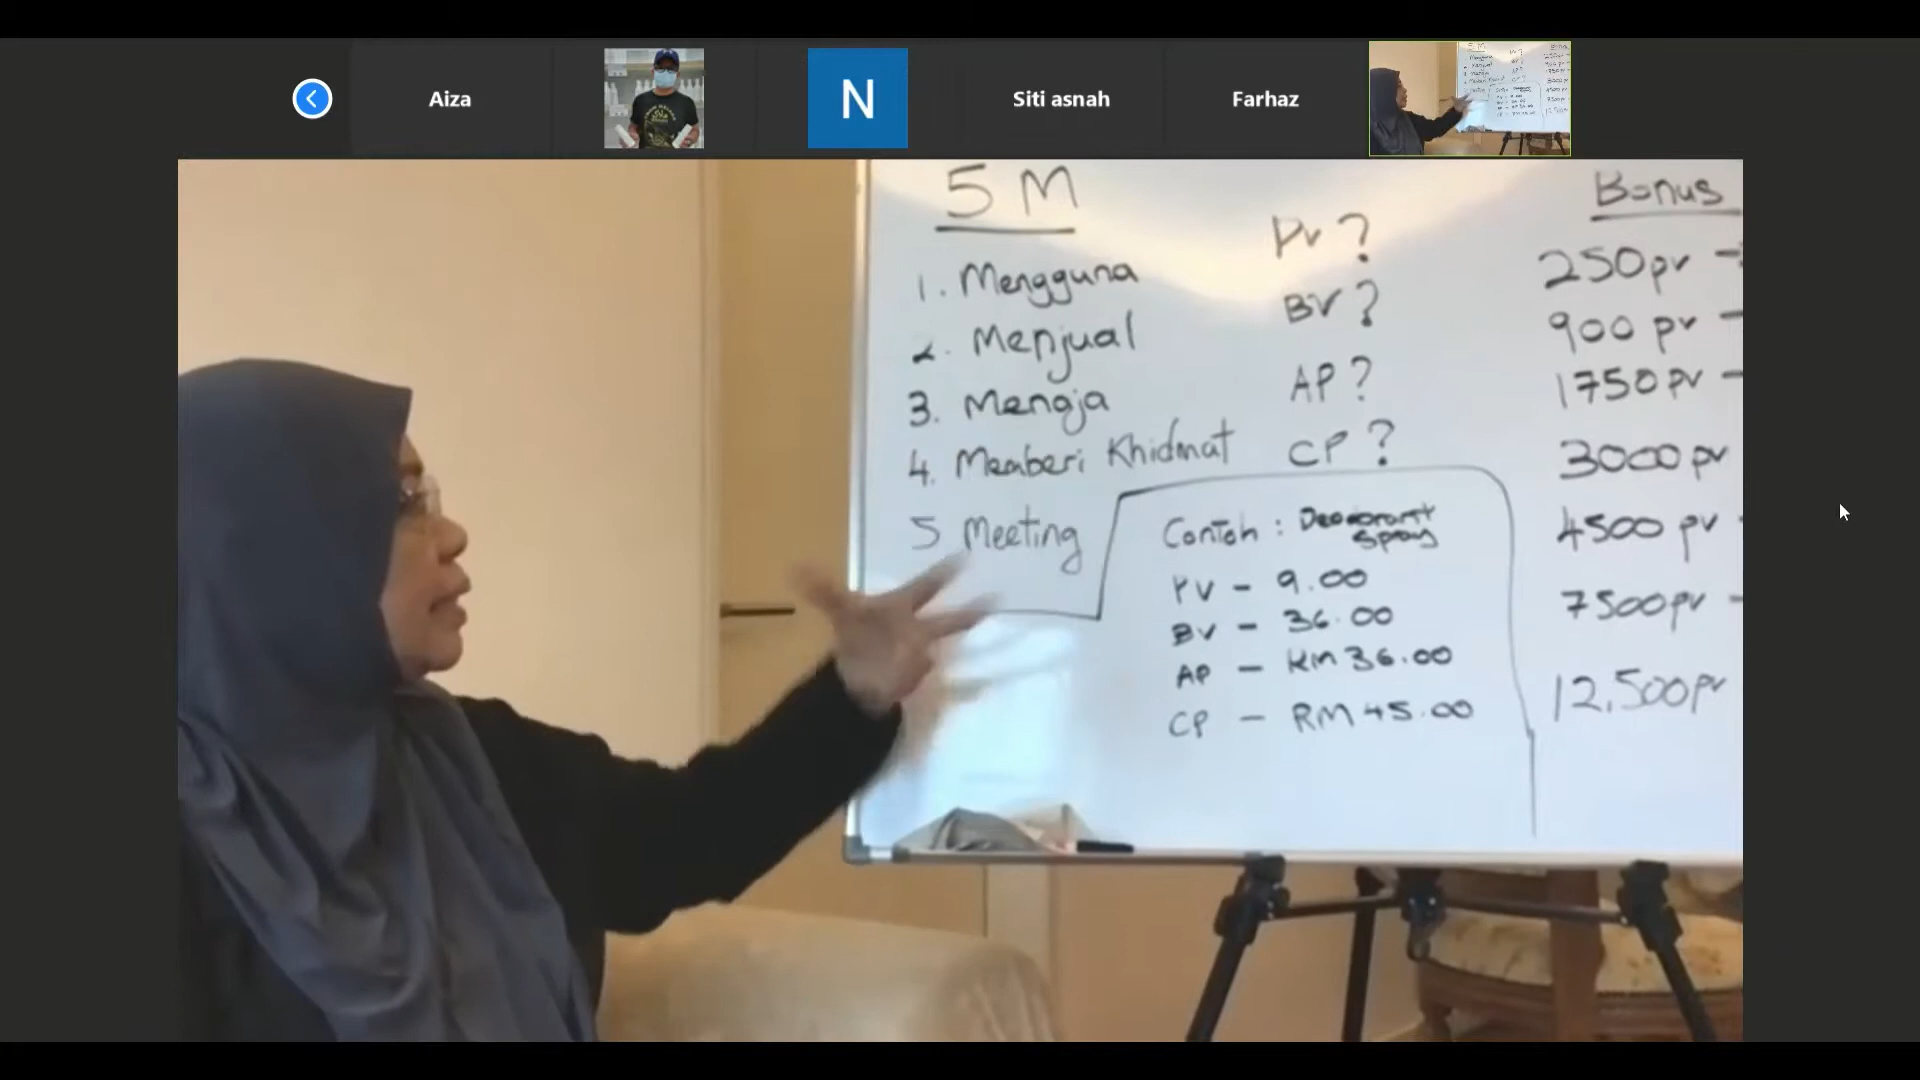 Aiza
N
Siti asnah
Farhaz
5 M
1. Mengguna
2. Menjual
3. Mengaja
4. Memberi Khidmat
5 Meeting
PV ?
BV ?
AP ?
CP ?
Contoh : Deodorant
Spray
PV - 9.00
BV - 36.00
AP - RM 36.00
CP - RM 45.00
Bonus
250pv -
900 pv -
1750 pv -
3000 pv
4500 pv -
7500pv -
12,500pv